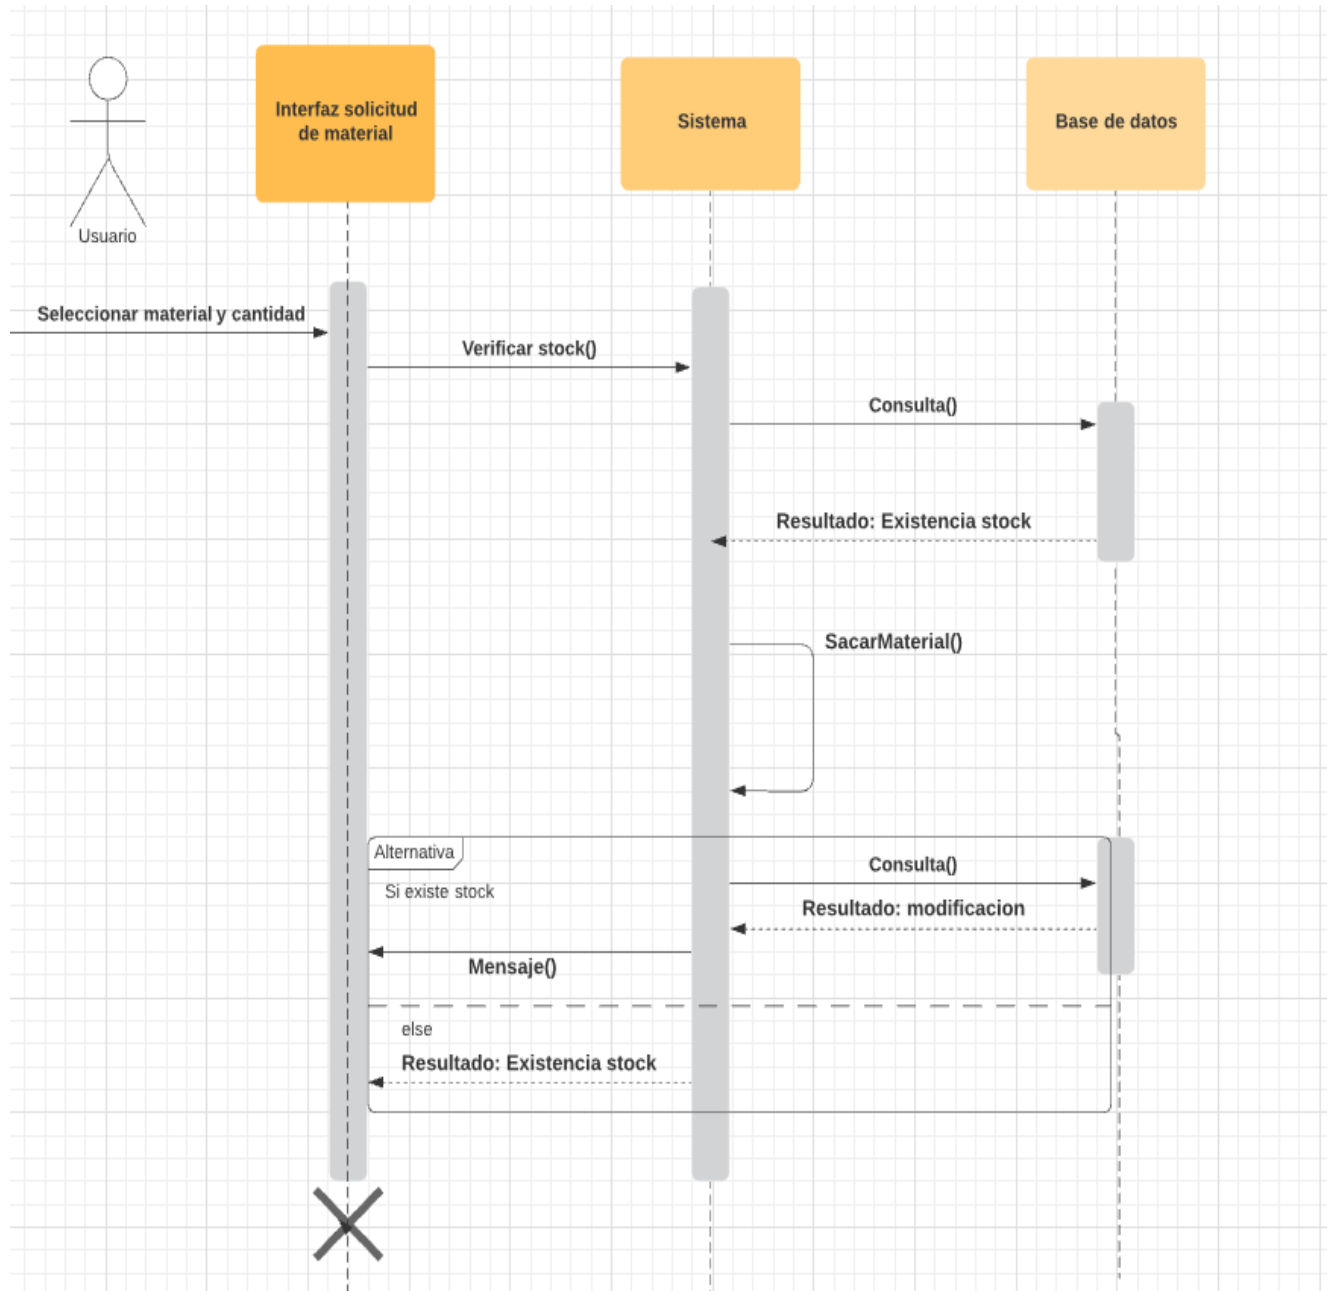 Interfaz solicitud
de material
Sistema
Base de datos
Usuario
Seleccionar material y cantidad
Verificar stock()
Consulta()
Resultado: Existencia stock
SacarMaterial()
Alternativa
Consulta()
Si existe stock
Resultado: modificacion
Mensaje()
else
Resultado: Existencia stock